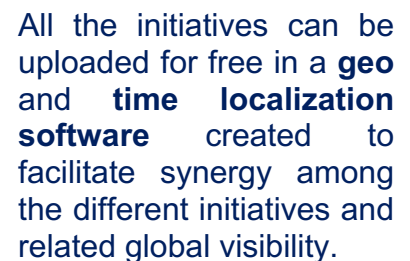 All the initiatives can be
uploaded for free in a geo
and time localization
software created to
facilitate synergy among
the different initiatives and
related global visibility.